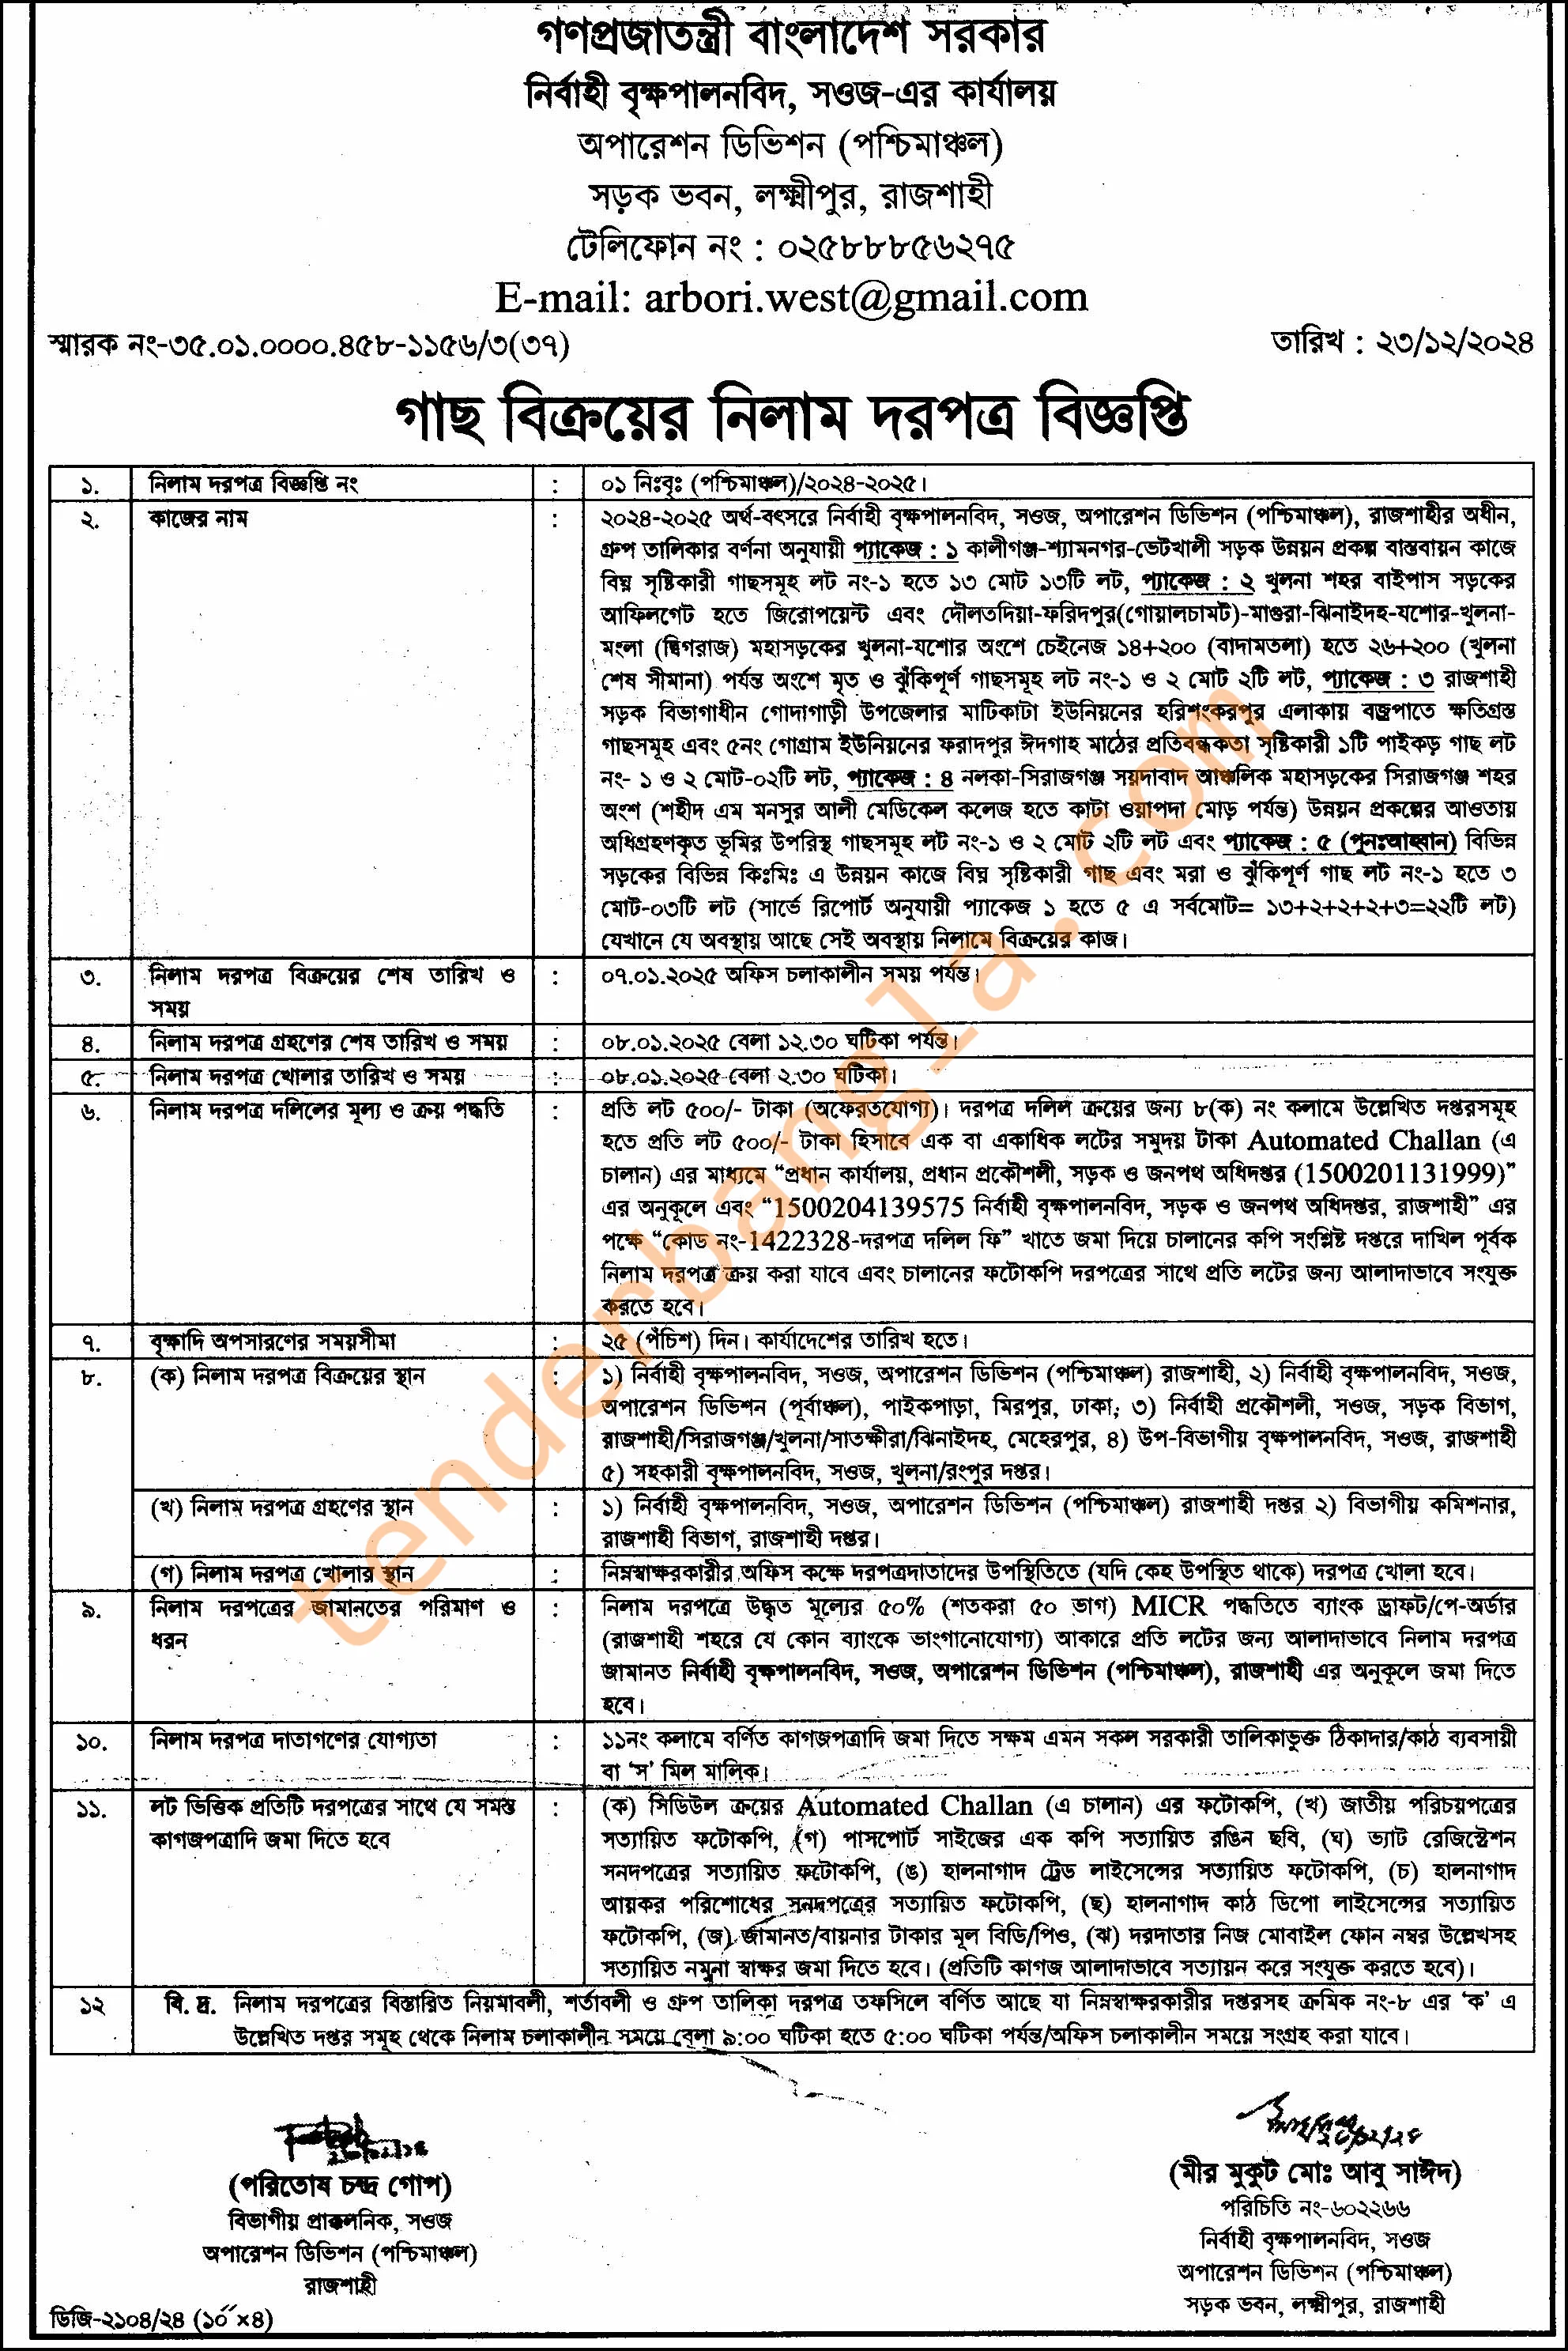 গণপ্রজাতন্ত্রী বাংলাদেশ সরকার
নির্বাহী বৃক্ষপালনবিদ, সওজ-এর কার্যালয়
অপারেশন ডিভিশন (পশ্চিমাঞ্চল)
সড়ক ভবন, লক্ষ্মীপুর, রাজশাহী
টেলিফোন নং : ০২৫৮৮৮৫৬২৭৫
E-mail: arbori.west@gmail.com
স্মারক নং-৩৫.০১.০০০০.৪৫৮-১১৫৬/৩(৩৭) তারিখ : ২৩/১২/২০২৪
গাছ বিক্রয়ের নিলাম দরপত্র বিজ্ঞপ্তি
১. নিলাম দরপত্র বিজ্ঞপ্তি নং : ০১ নিঃবৃঃ (পশ্চিমাঞ্চল)/২০২৪-২০২৫।
২. কাজের নাম : ২০২৪-২০২৫ অর্থ-বৎসরে নির্বাহী বৃক্ষপালনবিদ, সওজ, অপারেশন ডিভিশন (পশ্চিমাঞ্চল), রাজশাহীর অধীন,
গ্রুপ তালিকার বর্ণনা অনুযায়ী প্যাকেজ : ১ কালীগঞ্জ-শ্যামনগর-ভেটখালী সড়ক উন্নয়ন প্রকল্প বাস্তবায়ন কাজে
বিঘ্ন সৃষ্টিকারী গাছসমূহ লট নং-১ হতে ১৩ মোট ১৩টি লট, প্যাকেজ : ২ খুলনা শহর বাইপাস সড়কের
আফিলগেট হতে জিরোপয়েন্ট এবং দৌলতদিয়া-ফরিদপুর(গোয়ালচামট)-মাগুরা-ঝিনাইদহ-যশোর-খুলনা-
মংলা (দ্বিগরাজ) মহাসড়কের খুলনা-যশোর অংশে চেইনেজ ১৪+২০০ (বাদামতলা) হতে ২৬+২০০ (খুলনা
শেষ সীমানা) পর্যন্ত অংশে মৃত ও ঝুঁকিপূর্ণ গাছসমূহ লট নং-১ ও ২ মোট ২টি লট, প্যাকেজ : ৩ রাজশাহী
সড়ক বিভাগাধীন গোদাগাড়ী উপজেলার মাটিকাটা ইউনিয়নের হরিশংকরপুর এলাকায় বজ্রপাতে ক্ষতিগ্রস্ত
গাছসমূহ এবং ৫নং গোগ্রাম ইউনিয়নের ফরাদপুর ঈদগাহ মাঠের প্রতিবন্ধকতা সৃষ্টিকারী ১টি পাইকড় গাছ লট
নং- ১ ও ২ মোট-০২টি লট, প্যাকেজ : ৪ নলকা-সিরাজগঞ্জ সয়দাবাদ আঞ্চলিক মহাসড়কের সিরাজগঞ্জ শহর
অংশ (শহীদ এম মনসুর আলী মেডিকেল কলেজ হতে কাটা ওয়াপদা মোড় পর্যন্ত) উন্নয়ন প্রকল্পের আওতায়
অধিগ্রহণকৃত ভূমির উপরিস্থ গাছসমূহ লট নং-১ ও ২ মোট ২টি লট এবং প্যাকেজ : ৫ (পুনঃআহবান) বিভিন্ন
সড়কের বিভিন্ন কিঃমিঃ এ উন্নয়ন কাজে বিঘ্ন সৃষ্টিকারী গাছ এবং মরা ও ঝুঁকিপূর্ণ গাছ লট নং-১ হতে ৩
মোট-০৩টি লট (সার্ভে রিপোর্ট অনুযায়ী প্যাকেজ ১ হতে ৫ এ সর্বমোট= ১৩+২+২+২+৩=২২টি লট)
যেখানে যে অবস্থায় আছে সেই অবস্থায় নিলামে বিক্রয়ের কাজ।
৩. নিলাম দরপত্র বিক্রয়ের শেষ তারিখ ও : ০৭.০১.২০২৫ অফিস চলাকালীন সময় পর্যন্ত।
সময়
৪. নিলাম দরপত্র গ্রহণের শেষ তারিখ ও সময় : ০৮.০১.২০২৫ বেলা ১২.৩০ ঘটিকা পর্যন্ত।
৫. নিলাম দরপত্র খোলার তারিখ ও সময় : ০৮.০১.২০২৫ বেলা ২.৩০ ঘটিকা।
৬. নিলাম দরপত্র দলিলের মূল্য ও ক্রয় পদ্ধতি : প্রতি লট ৫০০/- টাকা (অফেরতযোগ্য)। দরপত্র দলিল ক্রয়ের জন্য ৮(ক) নং কলামে উল্লেখিত দপ্তরসমূহ
হতে প্রতি লট ৫০০/- টাকা হিসাবে এক বা একাধিক লটের সমুদয় টাকা Automated Challan (এ
চালান) এর মাধ্যমে “প্রধান কার্যালয়, প্রধান প্রকৌশলী, সড়ক ও জনপথ অধিদপ্তর (1500201131999)”
এর অনুকূলে এবং “1500204139575 নির্বাহী বৃক্ষপালনবিদ, সড়ক ও জনপথ অধিদপ্তর, রাজশাহী” এর
পক্ষে “কোড নং-1422328-দরপত্র দলিল ফি” খাতে জমা দিয়ে চালানের কপি সংশ্লিষ্ট দপ্তরে দাখিল পূর্বক
নিলাম দরপত্র ক্রয় করা যাবে এবং চালানের ফটোকপি দরপত্রের সাথে প্রতি লটের জন্য আলাদাভাবে সংযুক্ত
করতে হবে।
৭. বৃক্ষাদি অপসারণের সময়সীমা : ২৫ (পঁচিশ) দিন। কার্যাদেশের তারিখ হতে।
৮. (ক) নিলাম দরপত্র বিক্রয়ের স্থান : ১) নির্বাহী বৃক্ষপালনবিদ, সওজ, অপারেশন ডিভিশন (পশ্চিমাঞ্চল) রাজশাহী, ২) নির্বাহী বৃক্ষপালনবিদ, সওজ,
অপারেশন ডিভিশন (পূর্বাঞ্চল), পাইকপাড়া, মিরপুর, ঢাকা, ৩) নির্বাহী প্রকৌশলী, সওজ, সড়ক বিভাগ,
রাজশাহী/সিরাজগঞ্জ/খুলনা/সাতক্ষীরা/ঝিনাইদহ, মেহেরপুর, ৪) উপ-বিভাগীয় বৃক্ষপালনবিদ, সওজ, রাজশাহী
৫) সহকারী বৃক্ষপালনবিদ, সওজ, খুলনা/রংপুর দপ্তর।
(খ) নিলাম দরপত্র গ্রহণের স্থান : ১) নির্বাহী বৃক্ষপালনবিদ, সওজ, অপারেশন ডিভিশন (পশ্চিমাঞ্চল) রাজশাহী দপ্তর ২) বিভাগীয় কমিশনার,
রাজশাহী বিভাগ, রাজশাহী দপ্তর।
(গ) নিলাম দরপত্র খোলার স্থান : নিম্নস্বাক্ষরকারীর অফিস কক্ষে দরপত্রদাতাদের উপস্থিতিতে (যদি কেহ উপস্থিত থাকে) দরপত্র খোলা হবে।
৯. নিলাম দরপত্রের জামানতের পরিমাণ ও : নিলাম দরপত্রে উদ্ধৃত মূল্যের ৫০% (শতকরা ৫০ ভাগ) MICR পদ্ধতিতে ব্যাংক ড্রাফট/পে-অর্ডার
ধরন (রাজশাহী শহরে যে কোন ব্যাংকে ভাংগানোযোগ্য) আকারে প্রতি লটের জন্য আলাদাভাবে নিলাম দরপত্র
জামানত নির্বাহী বৃক্ষপালনবিদ, সওজ, অপারেশন ডিভিশন (পশ্চিমাঞ্চল), রাজশাহী এর অনুকূলে জমা দিতে
হবে।
১০. নিলাম দরপত্র দাতাগণের যোগ্যতা : ১১নং কলামে বর্ণিত কাগজপত্রাদি জমা দিতে সক্ষম এমন সকল সরকারী তালিকাভুক্ত ঠিকাদার/কাঠ ব্যবসায়ী
বা ‘স’ মিল মালিক।
১১. লট ভিত্তিক প্রতিটি দরপত্রের সাথে যে সমস্ত : (ক) সিডিউল ক্রয়ের Automated Challan (এ চালান) এর ফটোকপি, (খ) জাতীয় পরিচয়পত্রের
কাগজপত্রাদি জমা দিতে হবে সত্যায়িত ফটোকপি, (গ) পাসপোর্ট সাইজের এক কপি সত্যায়িত রঙিন ছবি, (ঘ) ভ্যাট রেজিস্ট্রেশন
সনদপত্রের সত্যায়িত ফটোকপি, (ঙ) হালনাগাদ ট্রেড লাইসেন্সের সত্যায়িত ফটোকপি, (চ) হালনাগাদ
আয়কর পরিশোধের সনদপত্রের সত্যায়িত ফটোকপি, (ছ) হালনাগাদ কাঠ ডিপো লাইসেন্সের সত্যায়িত
ফটোকপি, (জ) জামানত/বায়নার টাকার মূল বিডি/পিও, (ঝ) দরদাতার নিজ মোবাইল ফোন নম্বর উল্লেখসহ
সত্যায়িত নমুনা স্বাক্ষর জমা দিতে হবে। (প্রতিটি কাগজ আলাদাভাবে সত্যায়ন করে সংযুক্ত করতে হবে)।
১২ বি. দ্র. নিলাম দরপত্রের বিস্তারিত নিয়মাবলী, শর্তাবলী ও গ্রুপ তালিকা দরপত্র তফসিলে বর্ণিত আছে যা নিম্নস্বাক্ষরকারীর দপ্তরসহ ক্রমিক নং-৮ এর ‘ক’ এ
উল্লেখিত দপ্তর সমূহ থেকে নিলাম চলাকালীন সময়ে বেলা ৯:০০ ঘটিকা হতে ৫:০০ ঘটিকা পর্যন্ত/অফিস চলাকালীন সময়ে সংগ্রহ করা যাবে।
tenderbangla.com
(পরিতোষ চন্দ্র গোপ)
বিভাগীয় প্রাক্কলনিক, সওজ
অপারেশন ডিভিশন (পশ্চিমাঞ্চল)
রাজশাহী
ডিজি-২১০৪/২৪ (১০˝×৪)
(মীর মুকুট মোঃ আবু সাঈদ)
পরিচিতি নং-৬০২২৬৬
নির্বাহী বৃক্ষপালনবিদ, সওজ
অপারেশন ডিভিশন (পশ্চিমাঞ্চল)
সড়ক ভবন, লক্ষ্মীপুর, রাজশাহী